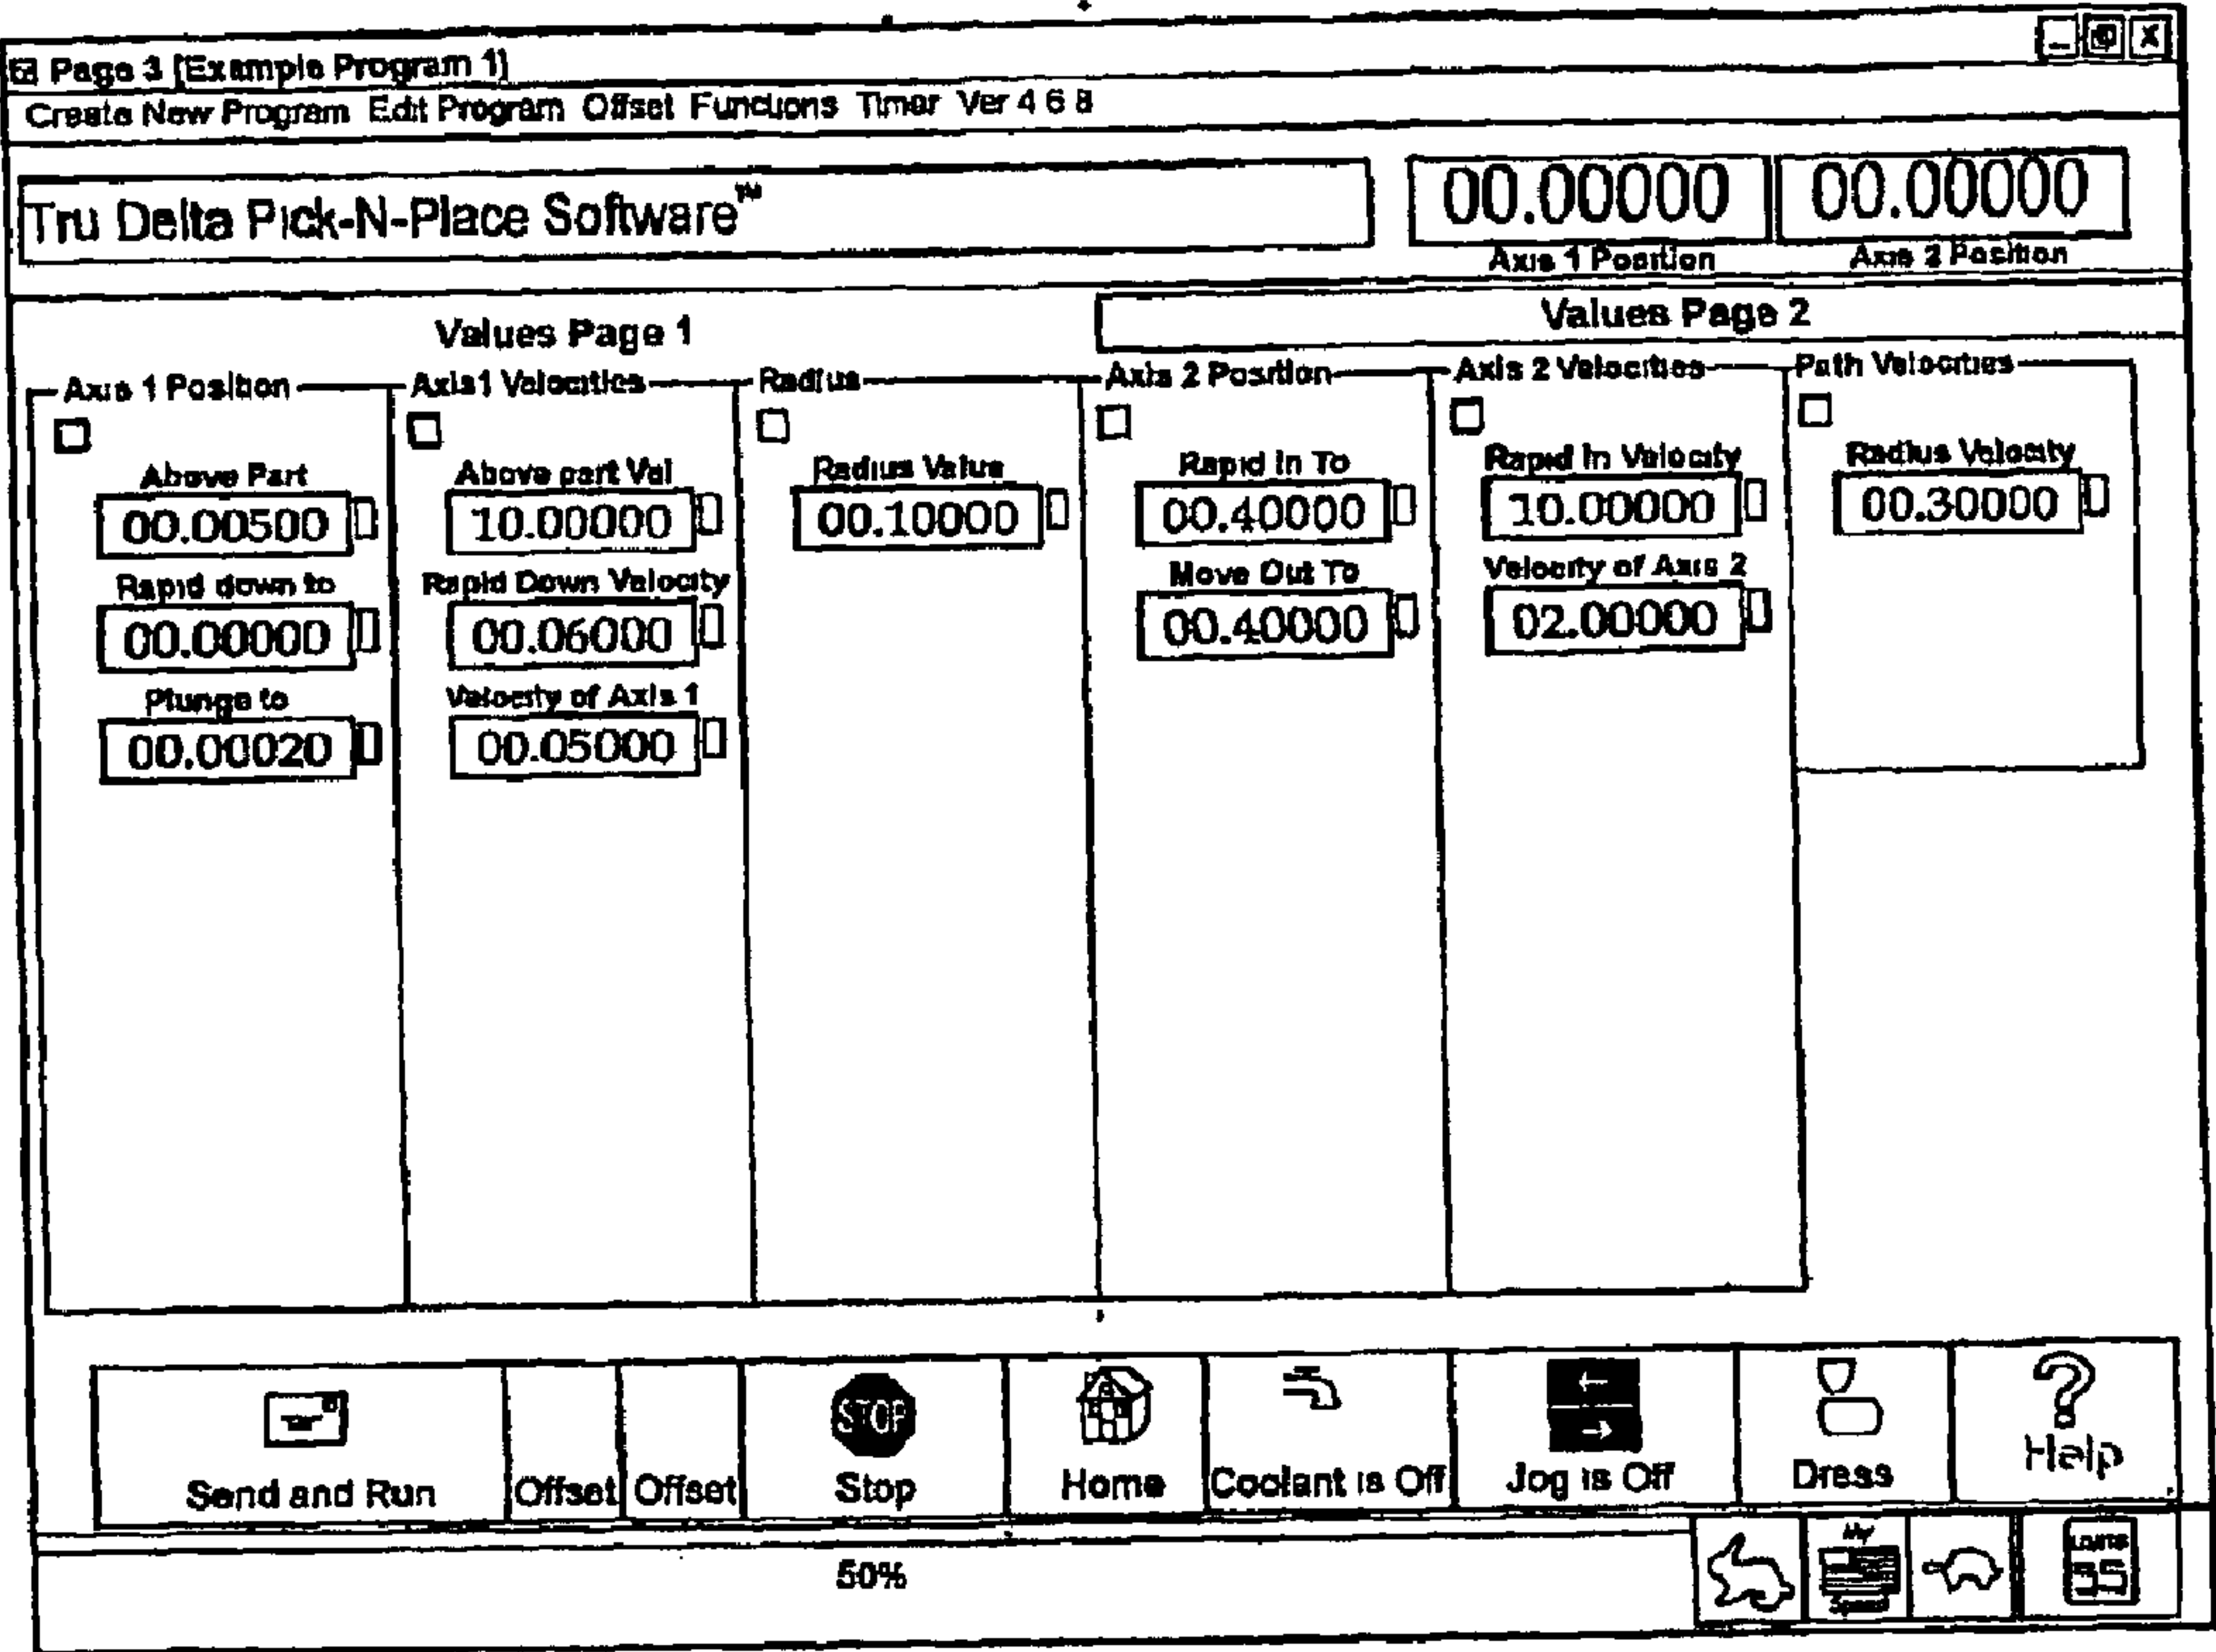 Page 3 [Example Program 1]
Create New Program Edit Program Offset Functions Timer Ver 4 6 8
Tru Delta Pick-N-Place Software™
00.00000 00.00000
Axis 1 Position Axis 2 Position
Values Page 1 Values Page 2
Axis 1 Position Axis1 Velocities Radius Axis 2 Position Axis 2 Velocities Path Velocities
Above Part Above part Vel Radius Value Rapid In To Rapid In Velocity Radius Velocity
00.00500 10.00000 00.10000 00.40000 10.00000 00.30000
Rapid down to Rapid Down Velocity Move Out To Velocity of Axis 2
00.00000 00.06000 00.40000 02.00000
Plunge to Velocity of Axis 1
00.00020 00.05000
STOP
Send and Run Offset Offset Stop Home Coolant is Off Jog is Off Dress Help
50%
My
Speed
LIMITS
55